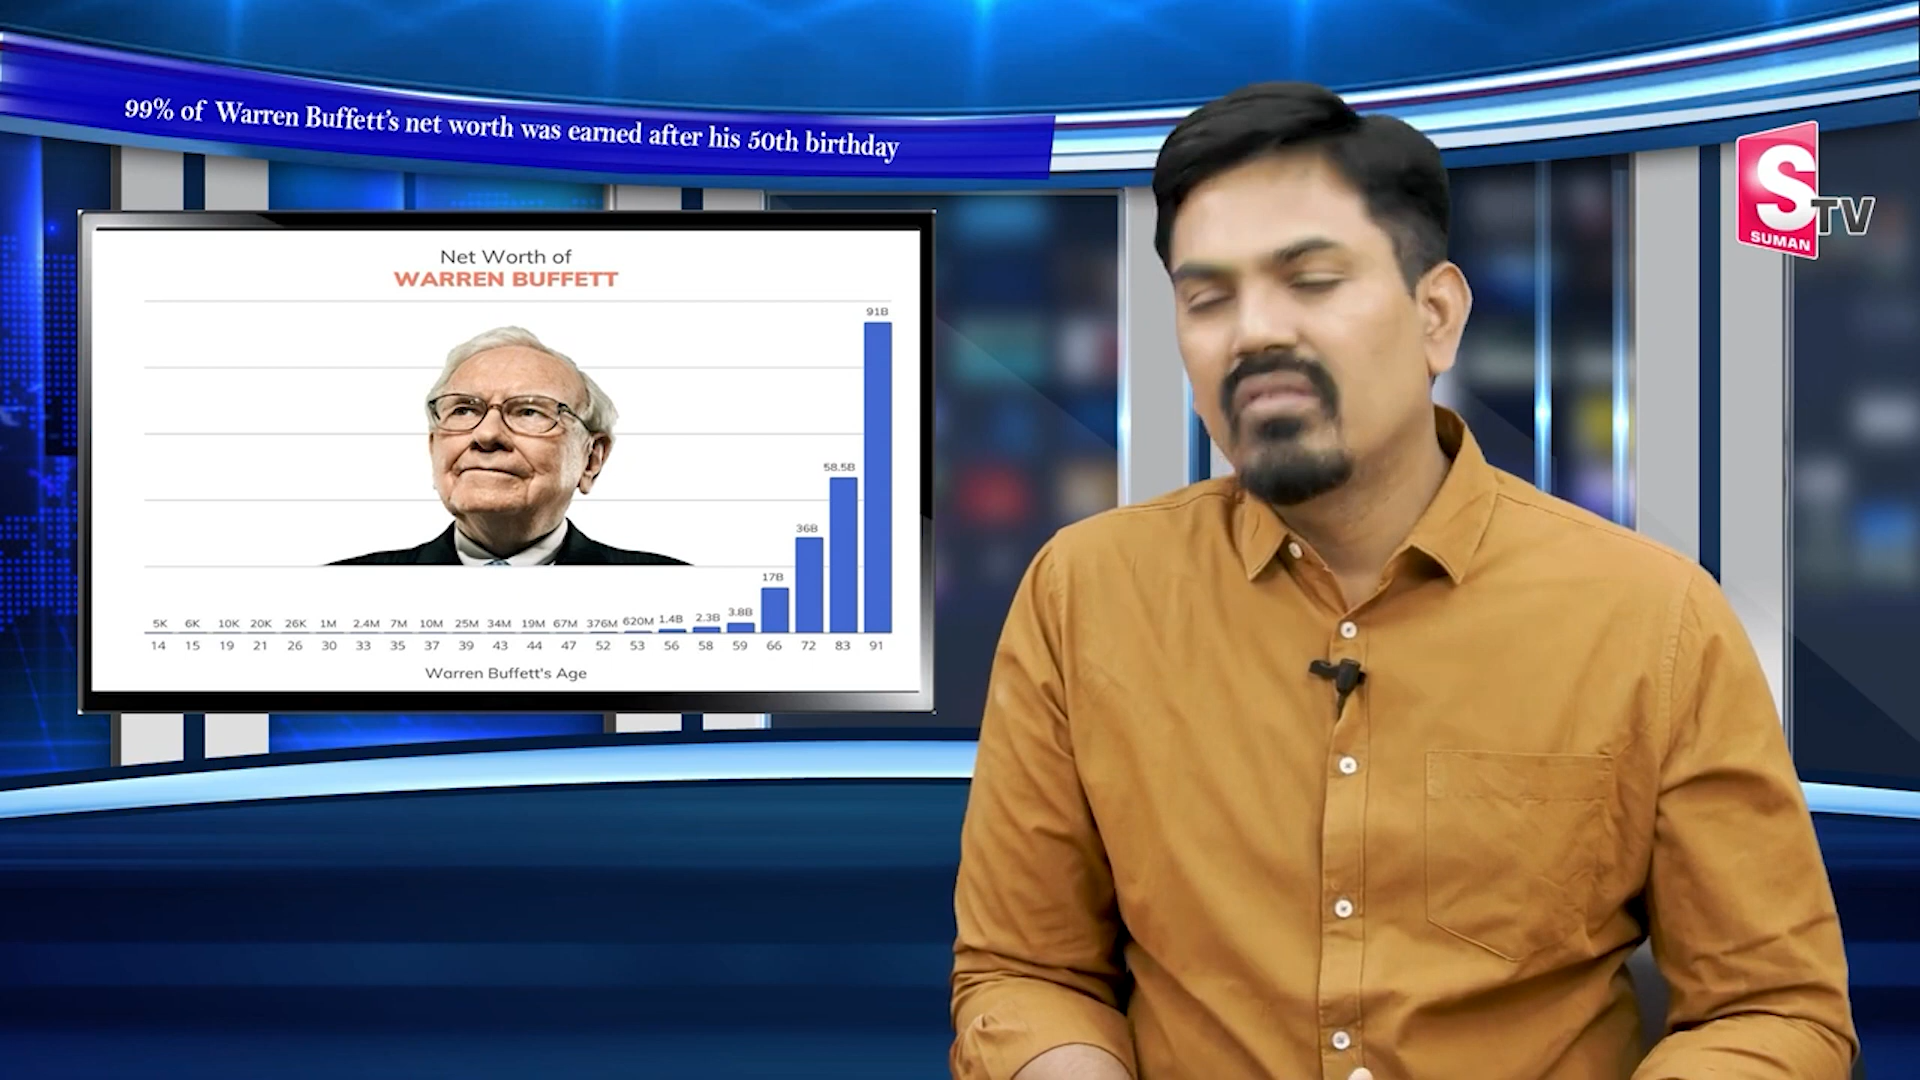 99% of Warren Buffett's net worth was earned after his 50th birthday
S
TV
SUMAN
Net Worth of
WARREN BUFFETT
91B
58.5B
36B
17B
5K 6K 10K 20K 26K 1M 2.4M 7M 10M 25M 34M 19M 67M 376M 620M 1.4B 2.3B 3.8B
14 15 19 21 26 30 33 35 37 39 43 44 47 52 53 56 58 59 66 72 83 91
Warren Buffett's Age